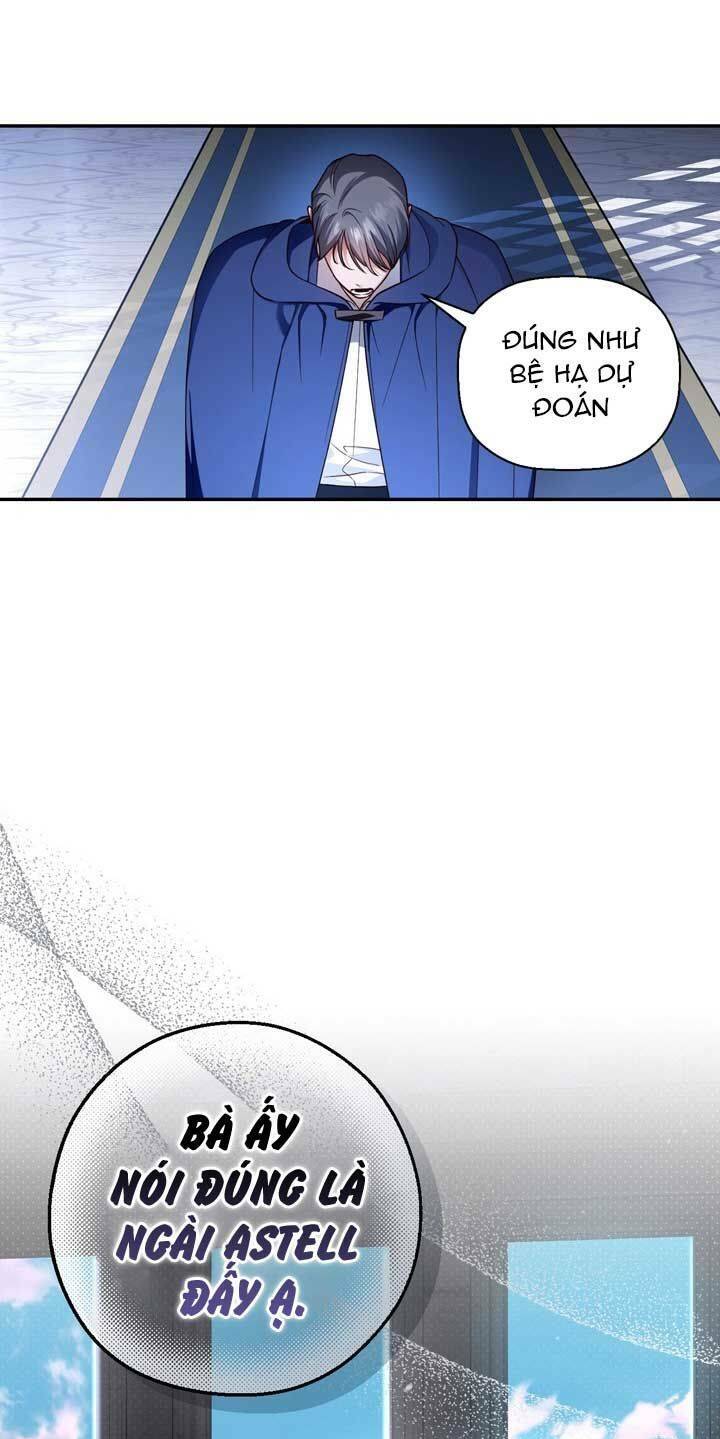 ĐÚNG NHƯ
BỆ HẠ DỰ
ĐOÁN
BÀ ẤY
NÓI ĐÚNG LÀ
NGÀI ASTELL
ĐẤY Ạ.